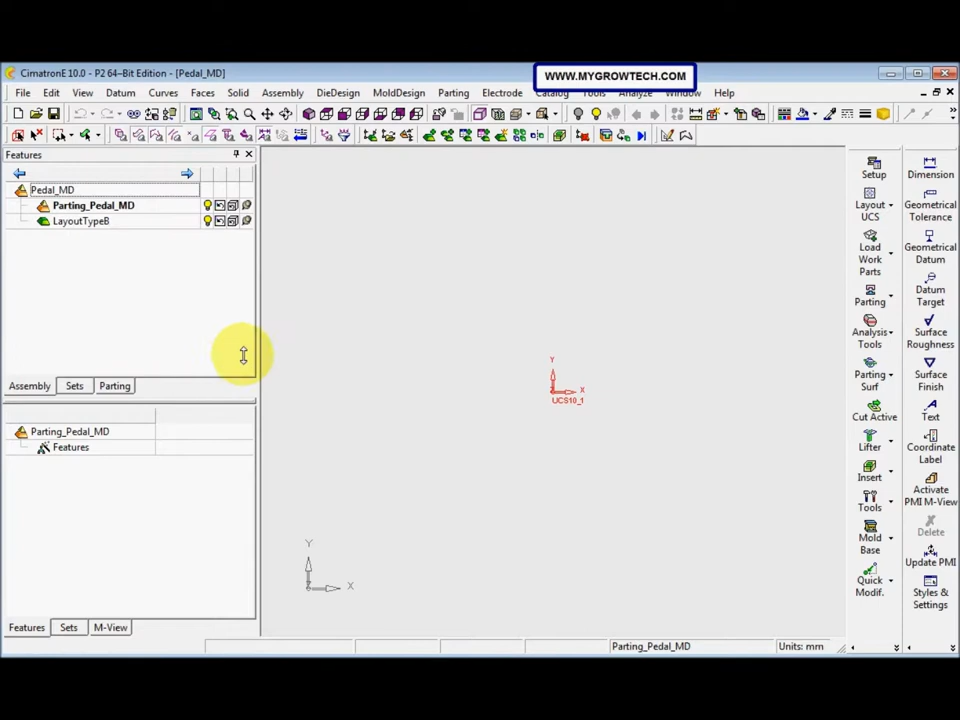 CimatronE 10.0 - P2 64-Bit Edition - [Pedal_MD]
WWW.MYGROWTECH.COM
File Edit View Datum Curves Faces Solid Assembly DieDesign MoldDesign Parting Electrode Catalog Tools Analyze Window Help
Features
Pedal_MD
Parting_Pedal_MD
LayoutTypeB
Assembly Sets Parting
Parting_Pedal_MD
Features
Features Sets M-View
Y
X
UCS10_1
Y
X
Z
Setup
Layout
UCS
Load
Work
Parts
Parting
Analysis
Tools
Parting
Surf
Cut Active
Lifter
Insert
Tools
Mold
Base
Quick
Modif.
Dimension
Geometrical
Tolerance
Geometrical
Datum
Datum
Target
Surface
Roughness
Surface
Finish
Text
Coordinate
Label
Activate
PMI M-View
Delete
Update PMI
Styles &
Settings
Parting_Pedal_MD
Units: mm